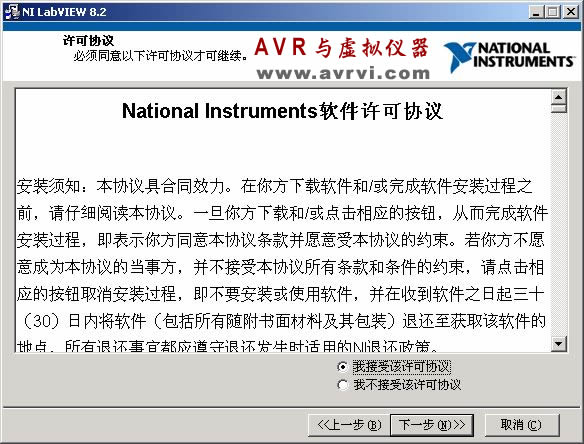 NI LabVIEW 8.2
许可协议
必须同意以下许可协议才可继续。
AVR与虚拟仪器
www.avrvi.com
NATIONAL
INSTRUMENTS
National Instruments软件许可协议
安装须知：本协议具合同效力。在你方下载软件和/或完成软件安装过程之
前，请仔细阅读本协议。一旦你方下载和/或点击相应的按钮，从而完成软件
安装过程，即表示你方同意本协议条款并愿意受本协议的约束。若你方不愿
意成为本协议的当事方，并不接受本协议所有条款和条件的约束，请点击相
应的按钮取消安装过程，即不要安装或使用软件，并在收到软件之日起三十
（30）日内将软件（包括所有随附书面材料及其包装）退还至获取该软件的
地点。所有退还事宜都应遵守退还发生时适用的NI退还政策。
我接受该许可协议
我不接受该许可协议
<<上一步(B)
下一步(N)>>
取消(C)